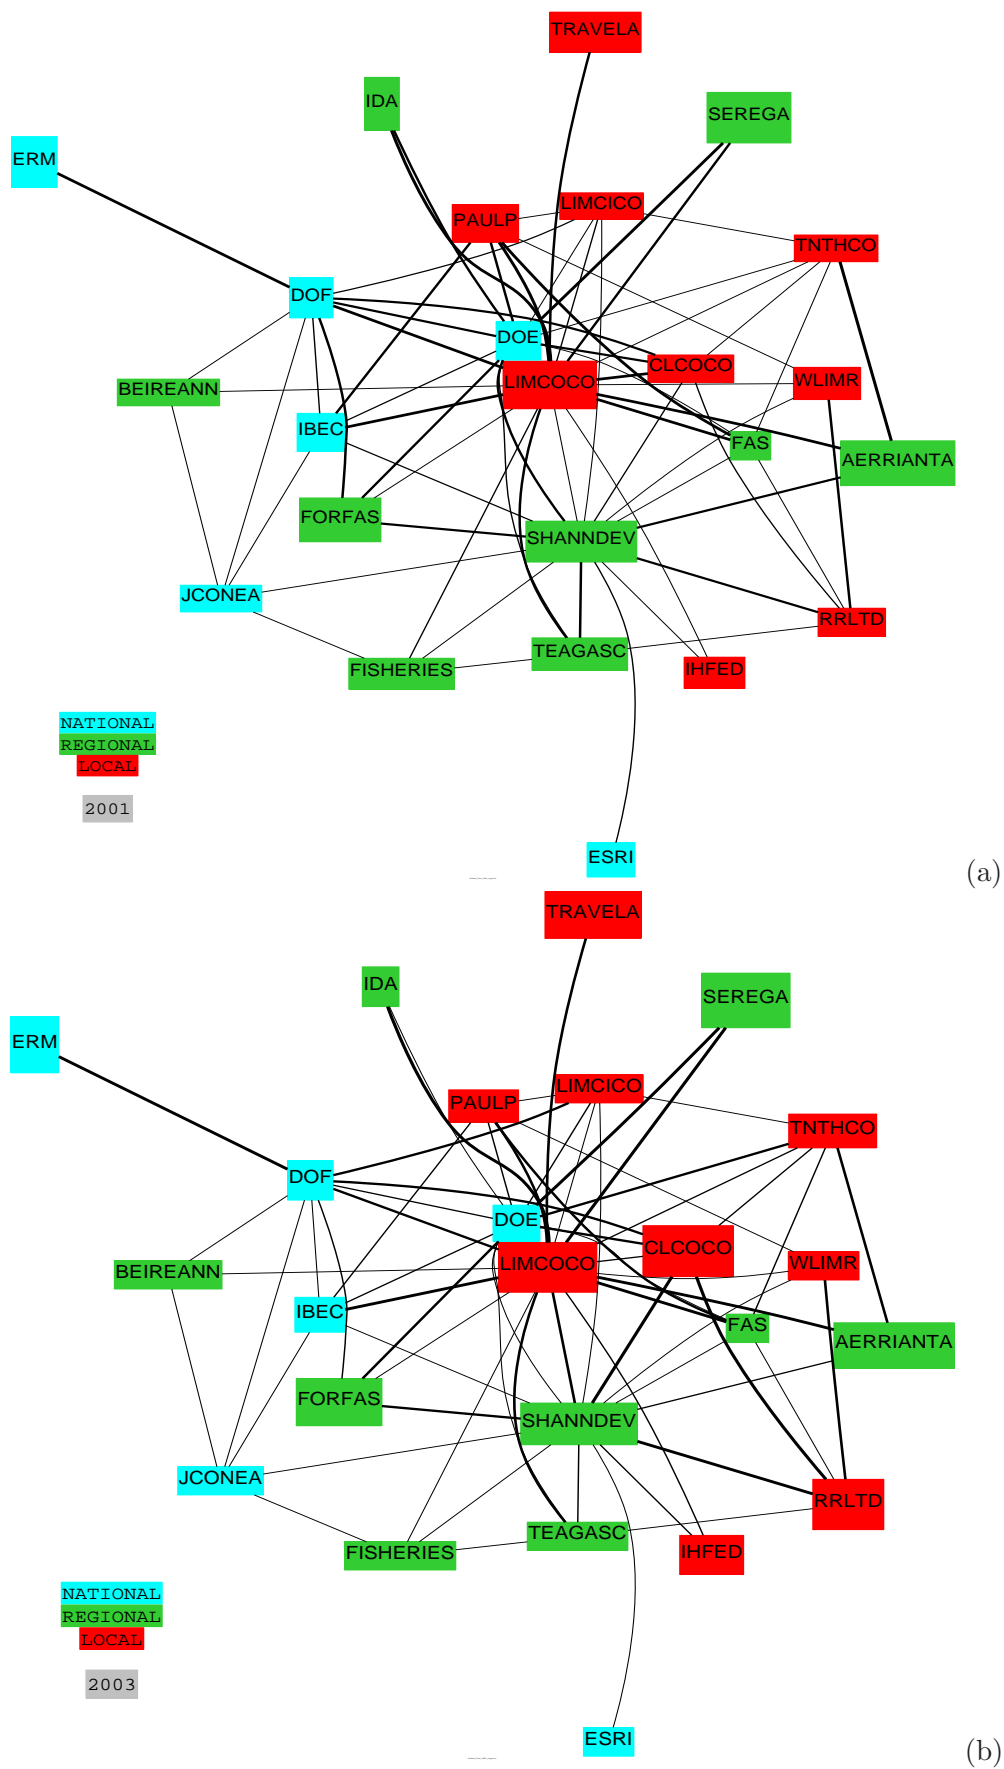 TRAVELA
IDA
SEREGA
ERM
PAULP
LIMCICO
TNTHCO
DOF
DOE
CLCOCO
LIMCOCO
WLIMR
BEIREANN
IBEC
FAS
AERRIANTA
FORFAS
SHANNDEV
JCONEA
RRLTD
TEAGASC
FISHERIES
IHFED
NATIONAL
REGIONAL
LOCAL
2001
ESRI
(a)
TRAVELA
IDA
SEREGA
ERM
LIMCICO
PAULP
TNTHCO
DOF
DOE
CLCOCO
LIMCOCO
WLIMR
BEIREANN
IBEC
FAS
AERRIANTA
FORFAS
SHANNDEV
JCONEA
RRLTD
TEAGASC
FISHERIES
IHFED
NATIONAL
REGIONAL
LOCAL
2003
ESRI
(b)